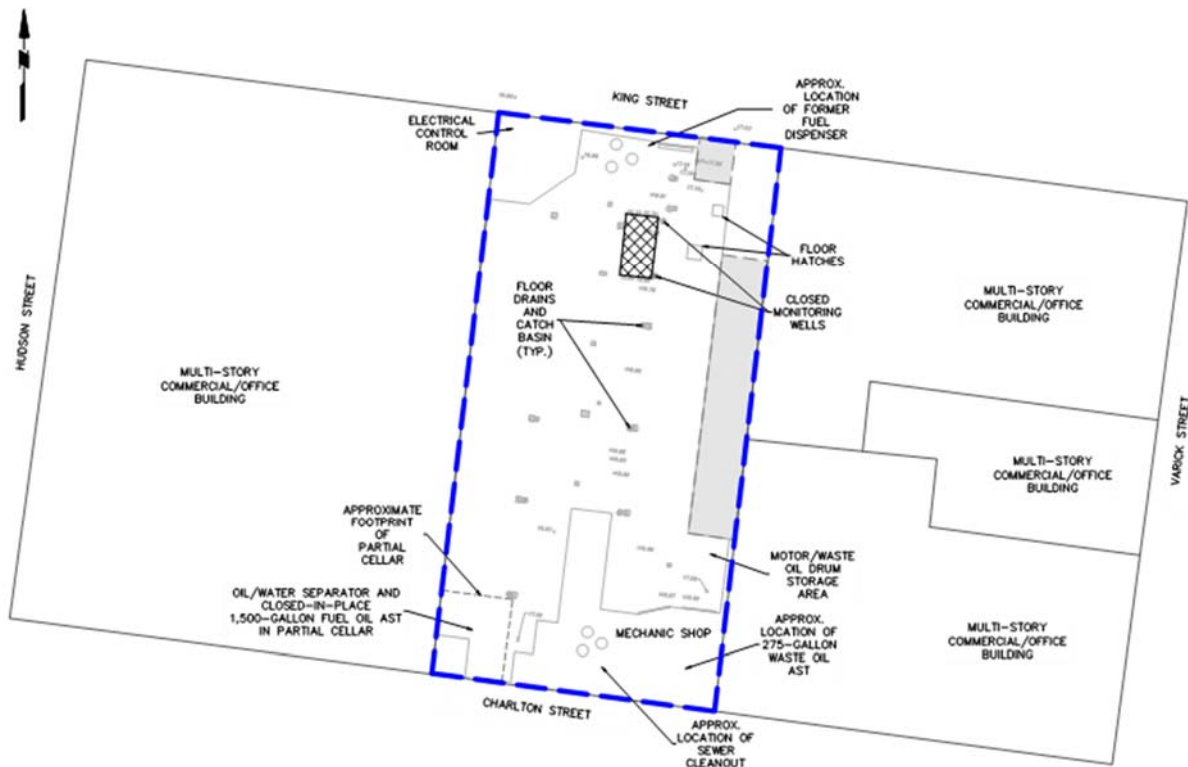 N
KING STREET
APPROX.
LOCATION
OF FORMER
FUEL
DISPENSER
ELECTRICAL
CONTROL
ROOM
FLOOR
HATCHES
CLOSED
MONITORING
WELLS
FLOOR
DRAINS
AND
CATCH
BASIN
(TYP.)
HUDSON STREET
MULTI-STORY
COMMERCIAL/OFFICE
BUILDING
MULTI-STORY
COMMERCIAL/OFFICE
BUILDING
MULTI-STORY
COMMERCIAL/OFFICE
BUILDING
VARICK STREET
APPROXIMATE
FOOTPRINT
OF
PARTIAL
CELLAR
OIL/WATER SEPARATOR AND
CLOSED-IN-PLACE
1,500-GALLON FUEL OIL AST
IN PARTIAL CELLAR
MECHANIC SHOP
MOTOR/WASTE
OIL DRUM
STORAGE
AREA
APPROX.
LOCATION OF
275-GALLON
WASTE OIL
AST
MULTI-STORY
COMMERCIAL/OFFICE
BUILDING
CHARLTON STREET
APPROX.
LOCATION OF
SEWER
CLEANOUT